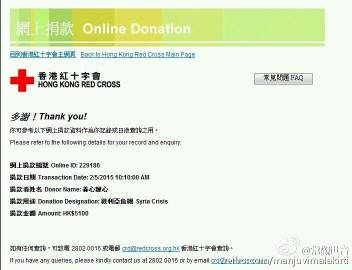 網上捐款 Online Donation
回到香港紅十字會主網頁 Back to Hong Kong Red Cross Main Page
香港紅十字會
HONG KONG RED CROSS
常見問題 FAQ
多謝！Thank you!
你可參考以下網上捐款資料作為你記錄或日後查詢之用。
Please refer to the following details for your record and enquiry:
網上捐款編號 Online ID: 229186
捐款日期 Transaction Date: 2/5/2015 10:10:00 AM
捐款者姓名 Donor Name:
捐款用途 Donation Designation: 敘利亞危機 Syria Crisis
捐款金額 Amount: HK$5100
如有任何查詢，可致電 2802 0016 或電郵 crd@redcross.org.hk 香港紅十字會查詢。
If you have any queries, please kindly contact us at 2802 0016 or by email crd@redcross.org.hk
manjuvimalakirti